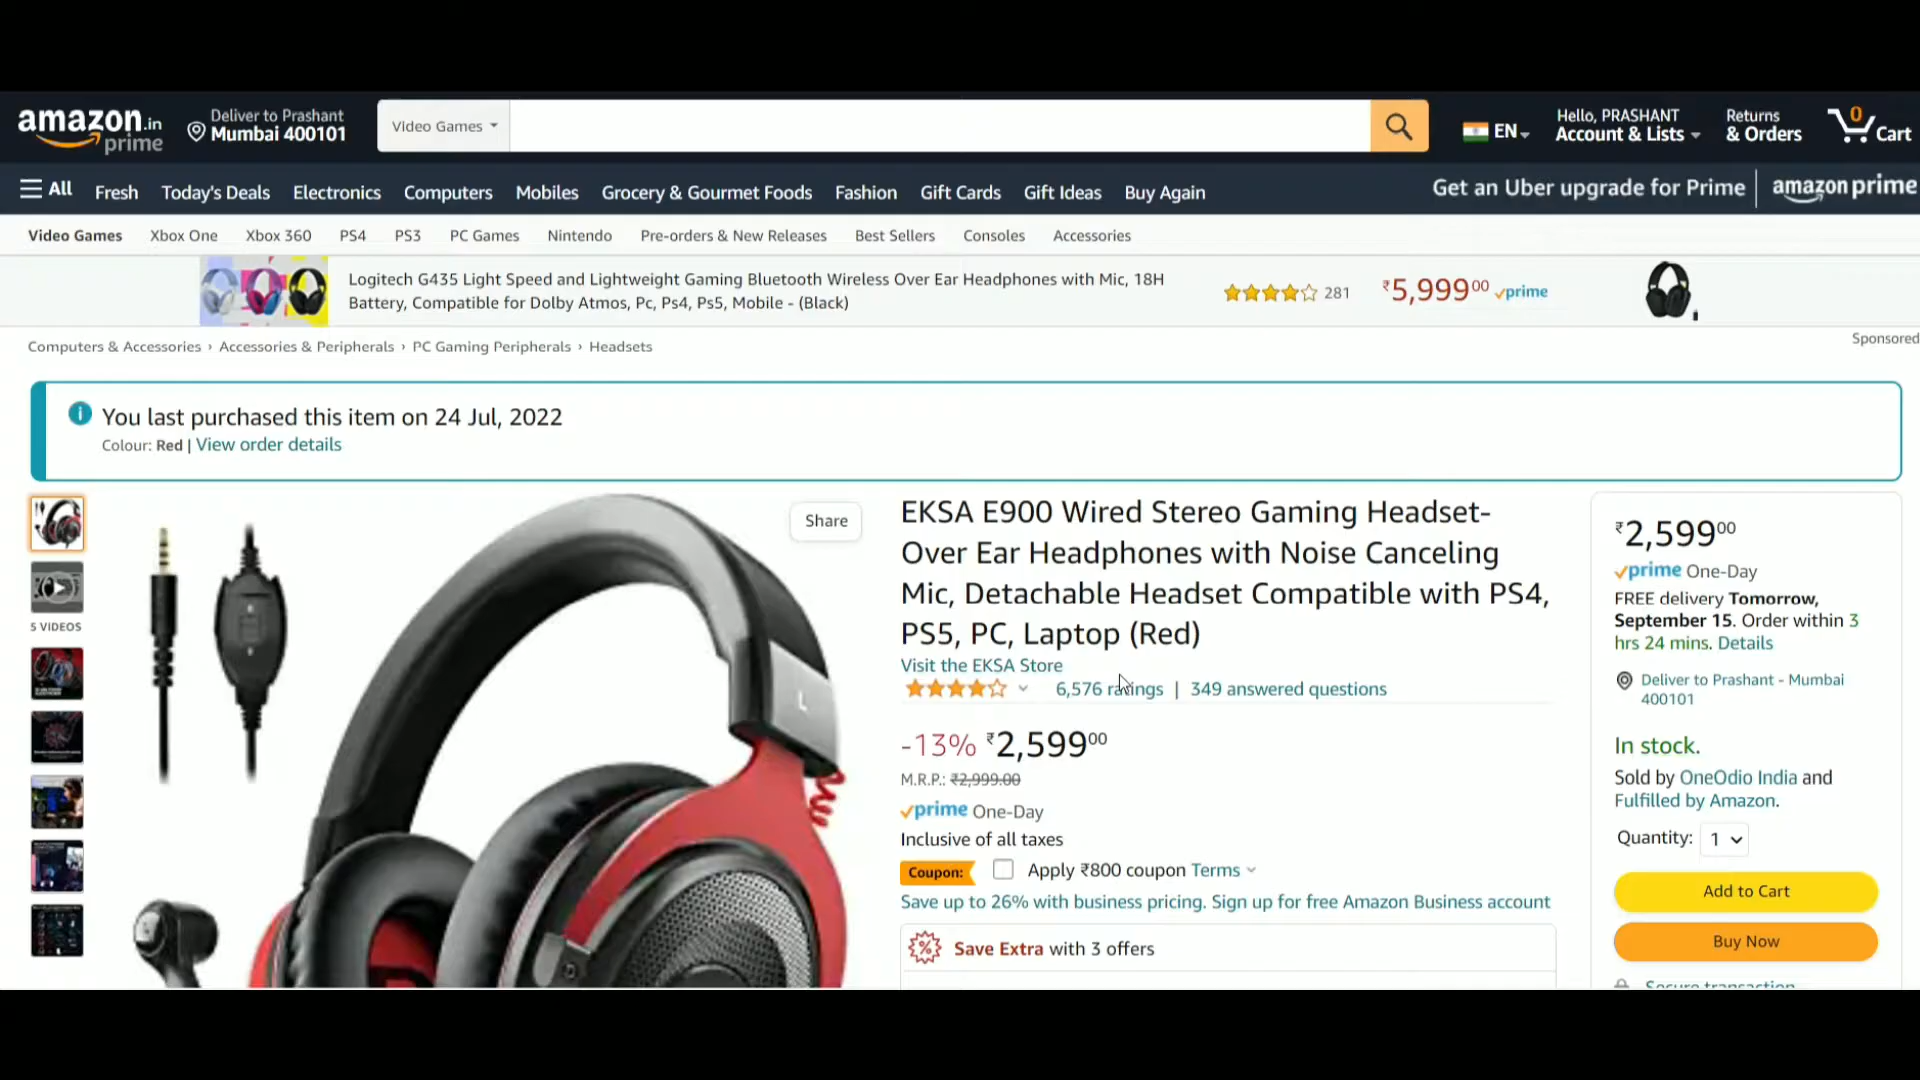 amazon.in
prime
Deliver to Prashant
Mumbai 400101
Video Games
EN
Hello, PRASHANT
Account & Lists
Returns
& Orders
0
Cart
All
Fresh
Today's Deals
Electronics
Computers
Mobiles
Grocery & Gourmet Foods
Fashion
Gift Cards
Gift Ideas
Buy Again
Get an Uber upgrade for Prime
amazon prime
Video Games
Xbox One
Xbox 360
PS4
PS3
PC Games
Nintendo
Pre-orders & New Releases
Best Sellers
Consoles
Accessories
Logitech G435 Light Speed and Lightweight Gaming Bluetooth Wireless Over Ear Headphones with Mic, 18H
Battery, Compatible for Dolby Atmos, Pc, Ps4, Ps5, Mobile - (Black)
281
₹5,99900
prime
Sponsored
Computers & Accessories › Accessories & Peripherals › PC Gaming Peripherals › Headsets
You last purchased this item on 24 Jul, 2022
Colour: Red | View order details
5 VIDEOS
Share
L
EKSA E900 Wired Stereo Gaming Headset-
Over Ear Headphones with Noise Canceling
Mic, Detachable Headset Compatible with PS4,
PS5, PC, Laptop (Red)
Visit the EKSA Store
6,576 ratings | 349 answered questions
-13% ₹2,59900
M.R.P.: ₹2,999.00
prime One-Day
Inclusive of all taxes
Coupon: Apply ₹800 coupon Terms
Save up to 26% with business pricing. Sign up for free Amazon Business account
Save Extra with 3 offers
₹2,59900
prime One-Day
FREE delivery Tomorrow,
September 15. Order within 3
hrs 24 mins. Details
Deliver to Prashant - Mumbai
400101
In stock.
Sold by OneOdio India and
Fulfilled by Amazon.
Quantity: 1
Add to Cart
Buy Now
Secure transaction